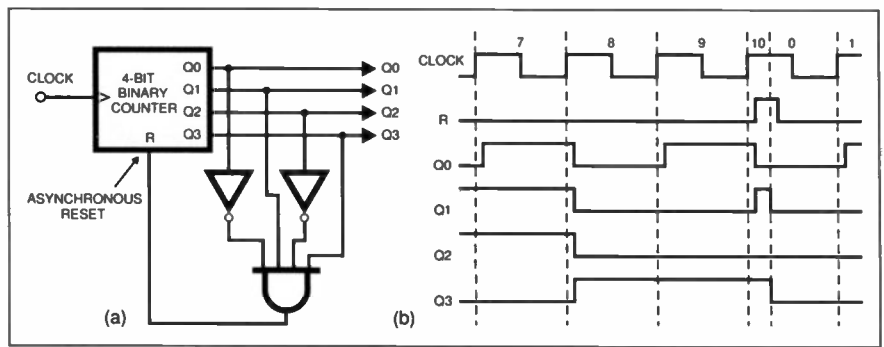 CLOCK
4-BIT
BINARY
COUNTER
R
Q0
Q1
Q2
Q3
Q0
Q1
Q2
Q3
ASYNCHRONOUS
RESET
(a)
(b)
7 8 9 10 0 1
CLOCK
R
Q0
Q1
Q2
Q3